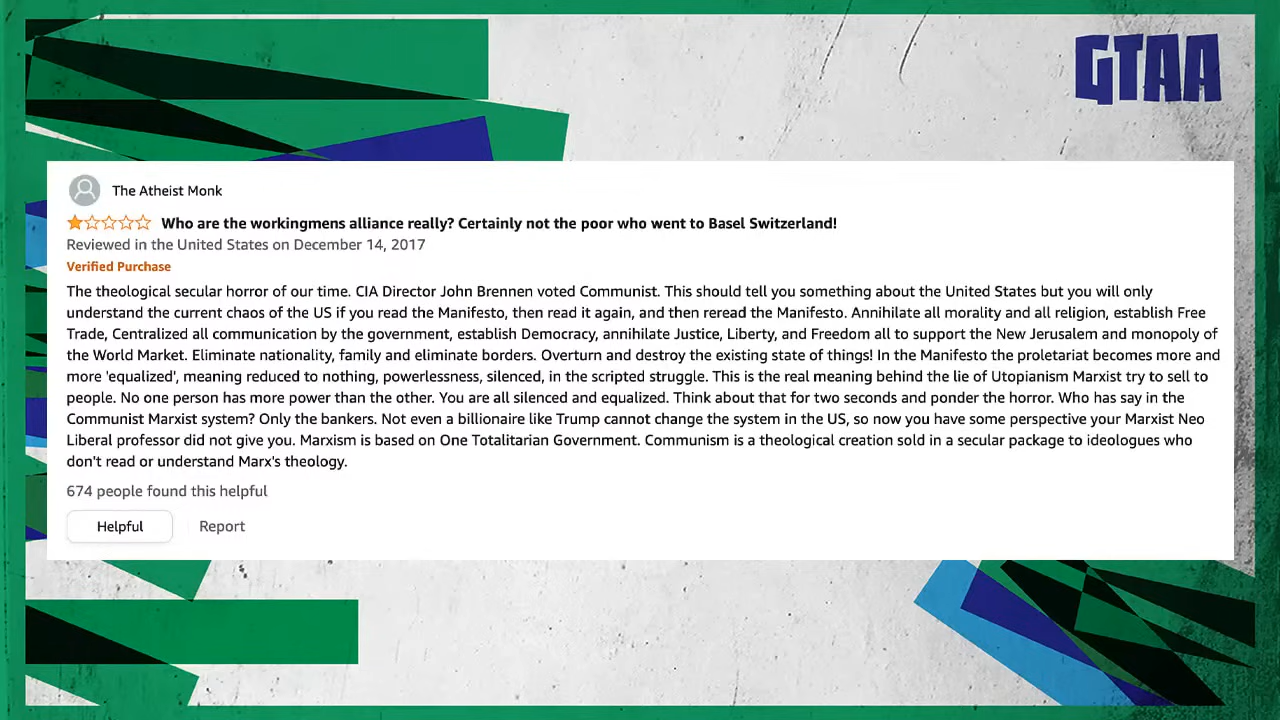 GTAA
The Atheist Monk
Who are the workingmens alliance really? Certainly not the poor who went to Basel Switzerland!
Reviewed in the United States on December 14, 2017
Verified Purchase
The theological secular horror of our time. CIA Director John Brennen voted Communist. This should tell you something about the United States but you will only
understand the current chaos of the US if you read the Manifesto, then read it again, and then reread the Manifesto. Annihilate all morality and all religion, establish Free
Trade, Centralized all communication by the government, establish Democracy, annihilate Justice, Liberty, and Freedom all to support the New Jerusalem and monopoly of
the World Market. Eliminate nationality, family and eliminate borders. Overturn and destroy the existing state of things! In the Manifesto the proletariat becomes more and
more 'equalized', meaning reduced to nothing, powerlessness, silenced, in the scripted struggle. This is the real meaning behind the lie of Utopianism Marxist try to sell to
people. No one person has more power than the other. You are all silenced and equalized. Think about that for two seconds and ponder the horror. Who has say in the
Communist Marxist system? Only the bankers. Not even a billionaire like Trump cannot change the system in the US, so now you have some perspective your Marxist Neo
Liberal professor did not give you. Marxism is based on One Totalitarian Government. Communism is a theological creation sold in a secular package to ideologues who
don't read or understand Marx's theology.
674 people found this helpful
Helpful
Report